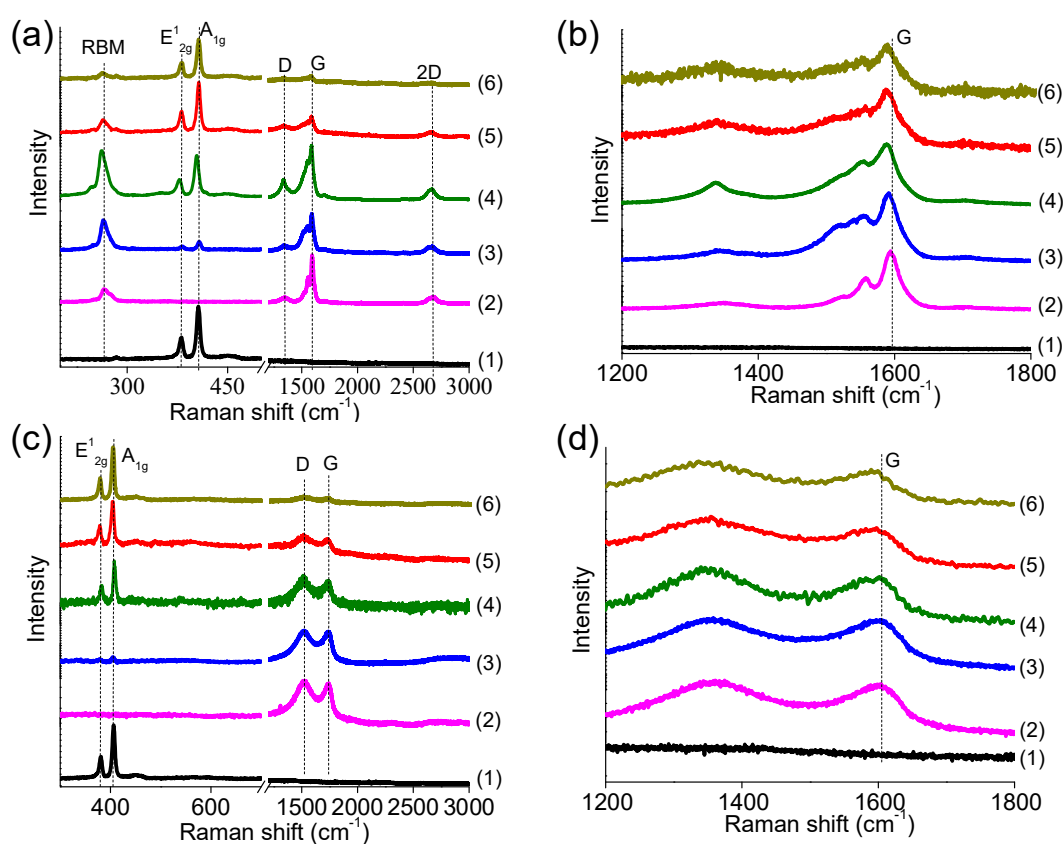 (a)
RBM
E¹₂g
A₁g
D
G
2D
(6)
(5)
(4)
(3)
(2)
(1)
Intensity
300 450 1500 2000 2500 3000
Raman shift (cm⁻¹)
(b)
G
(6)
(5)
(4)
(3)
(2)
(1)
Intensity
1200 1400 1600 1800
Raman shift (cm⁻¹)
(c)
E¹₂g
A₁g
D
G
(6)
(5)
(4)
(3)
(2)
(1)
Intensity
400 600 1500 2000 2500 3000
Raman shift (cm⁻¹)
(d)
G
(6)
(5)
(4)
(3)
(2)
(1)
Intensity
1200 1400 1600 1800
Raman shift (cm⁻¹)